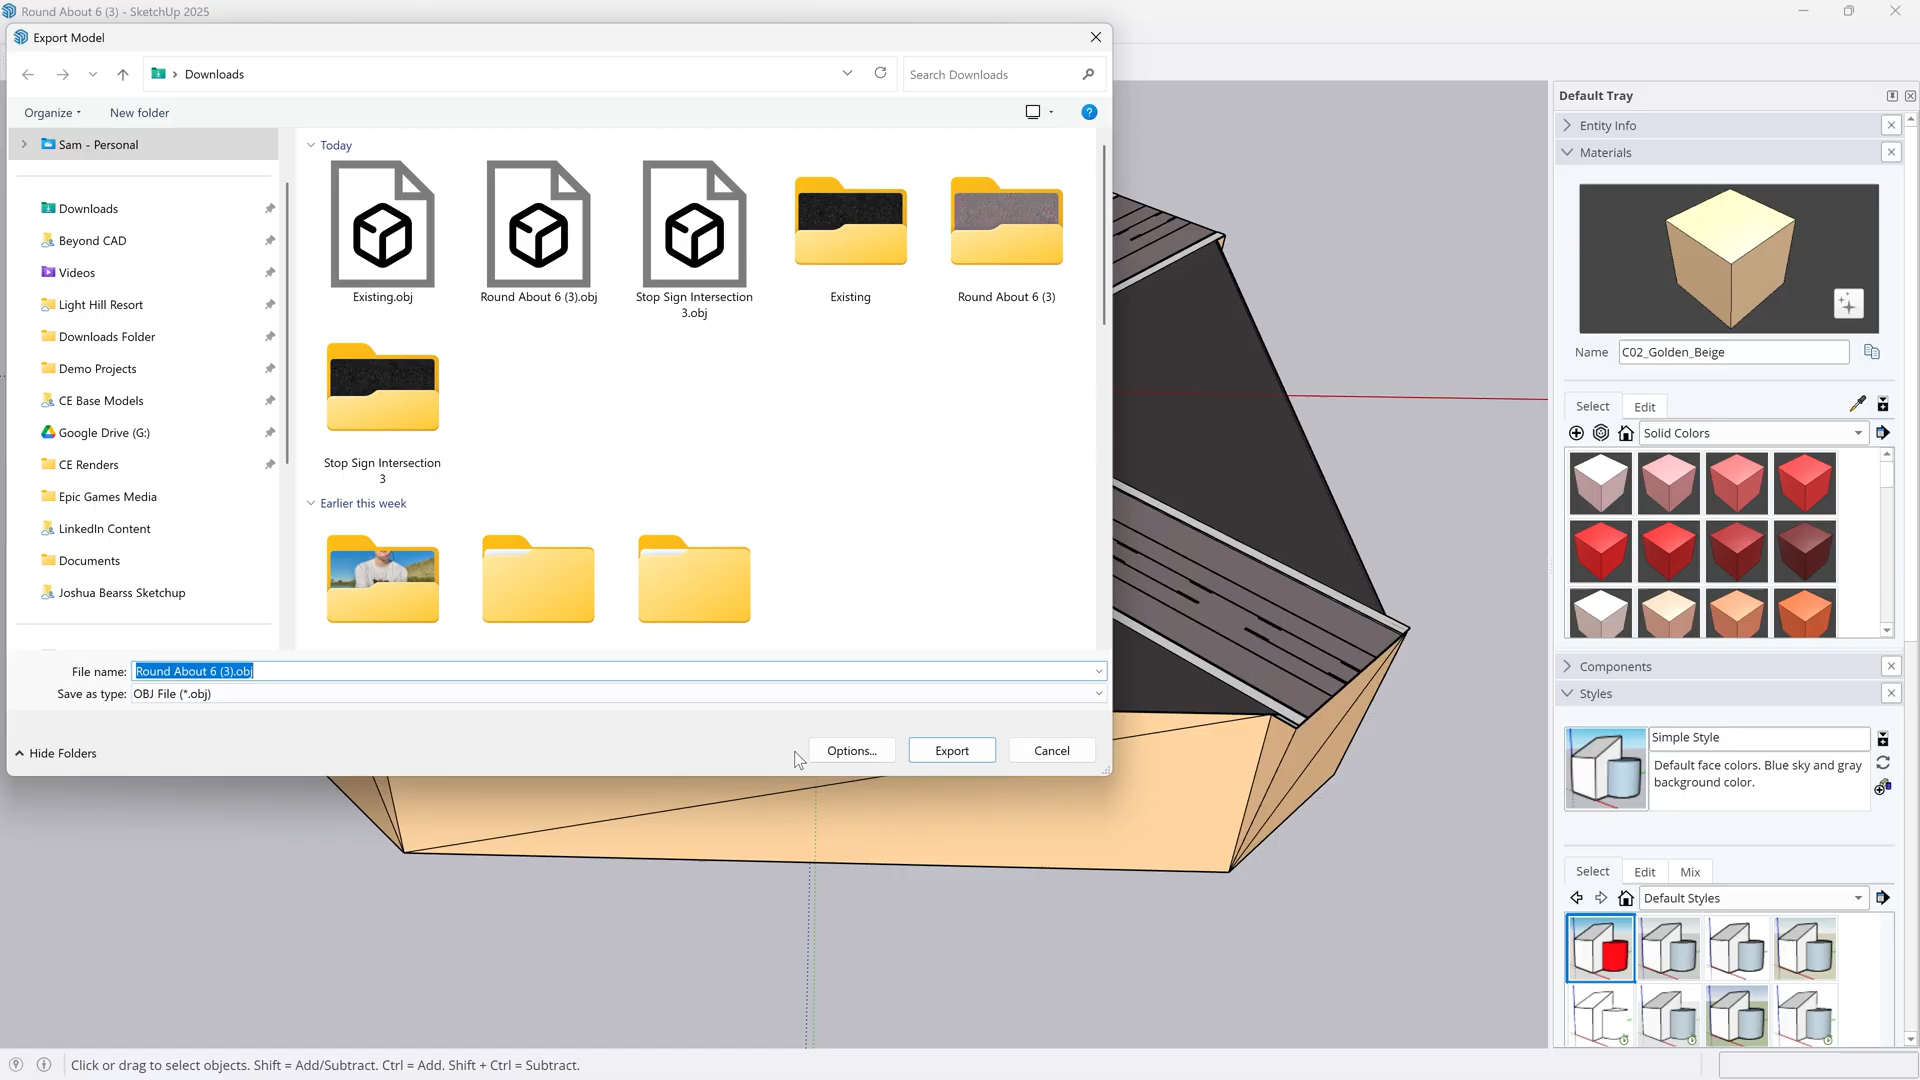 Round About 6 (3) - SketchUp 2025
Export Model
Downloads
Search Downloads
Organize
New folder
?
Sam - Personal
Downloads
Beyond CAD
Videos
Light Hill Resort
Downloads Folder
Demo Projects
CE Base Models
Google Drive (G:)
CE Renders
Epic Games Media
LinkedIn Content
Documents
Joshua Bearss Sketchup
Today
Existing.obj
Round About 6 (3).obj
Stop Sign Intersection
3.obj
Existing
Round About 6 (3)
Stop Sign Intersection
3
Earlier this week
File name: Round About 6 (3).obj
Save as type: OBJ File (*.obj)
Hide Folders
Options...
Export
Cancel
Default Tray
Entity Info
Materials
Name C02_Golden_Beige
Select
Edit
Solid Colors
Components
Styles
Simple Style
Default face colors. Blue sky and gray
background color.
Select
Edit
Mix
Default Styles
Click or drag to select objects. Shift = Add/Subtract. Ctrl = Add. Shift + Ctrl = Subtract.